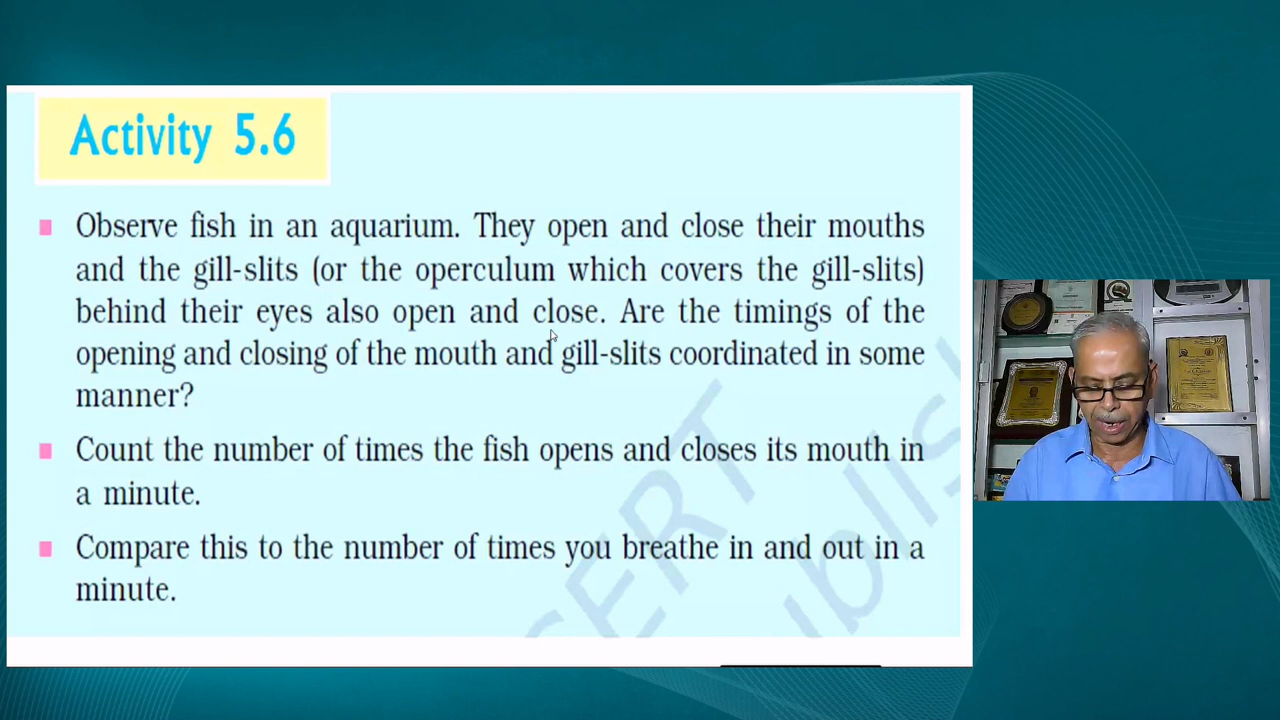 Activity 5.6
Observe fish in an aquarium. They open and close their mouths
and the gill-slits (or the operculum which covers the gill-slits)
behind their eyes also open and close. Are the timings of the
opening and closing of the mouth and gill-slits coordinated in some
manner?
Count the number of times the fish opens and closes its mouth in
a minute.
Compare this to the number of times you breathe in and out in a
minute.